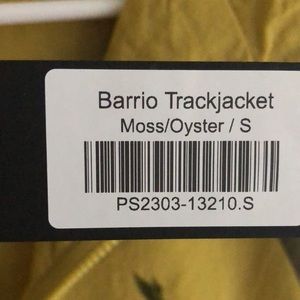 Barrio Trackjacket
Moss/Oyster / S
PS2303-13210.S